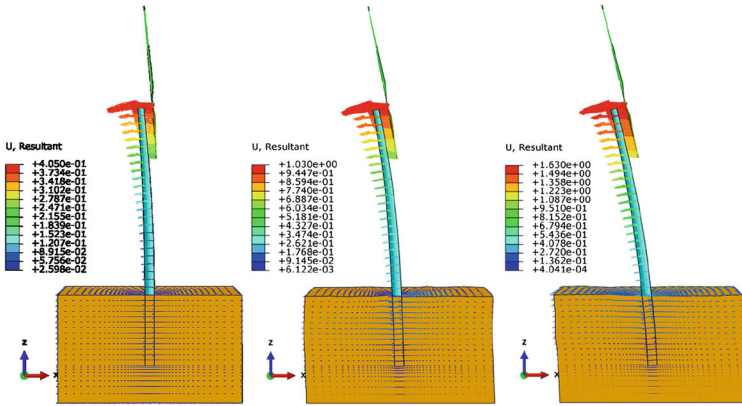 U, Resultant
+4.050e-01
+3.734e-01
+3.418e-01
+3.102e-01
+2.787e-01
+2.471e-01
+2.155e-01
+1.839e-01
+1.523e-01
+1.207e-01
+8.915e-02
+5.756e-02
+2.598e-02
z
x
U, Resultant
+1.030e+00
+9.447e-01
+8.594e-01
+7.740e-01
+6.887e-01
+6.034e-01
+5.181e-01
+4.327e-01
+3.474e-01
+2.621e-01
+1.768e-01
+9.145e-02
+6.122e-03
z
x
U, Resultant
+1.630e+00
+1.494e+00
+1.358e+00
+1.223e+00
+1.087e+00
+9.510e-01
+8.152e-01
+6.794e-01
+5.436e-01
+4.078e-01
+2.720e-01
+1.362e-01
+4.041e-04
z
x